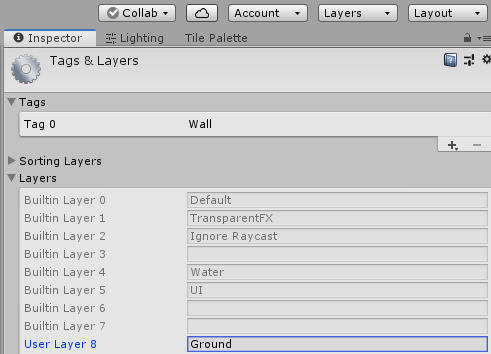 Collab Account Layers Layout
Inspector Lighting Tile Palette
Tags & Layers
Tags
Tag 0 Wall
Sorting Layers
Layers
Builtin Layer 0 Default
Builtin Layer 1 TransparentFX
Builtin Layer 2 Ignore Raycast
Builtin Layer 3
Builtin Layer 4 Water
Builtin Layer 5 UI
Builtin Layer 6
Builtin Layer 7
User Layer 8 Ground